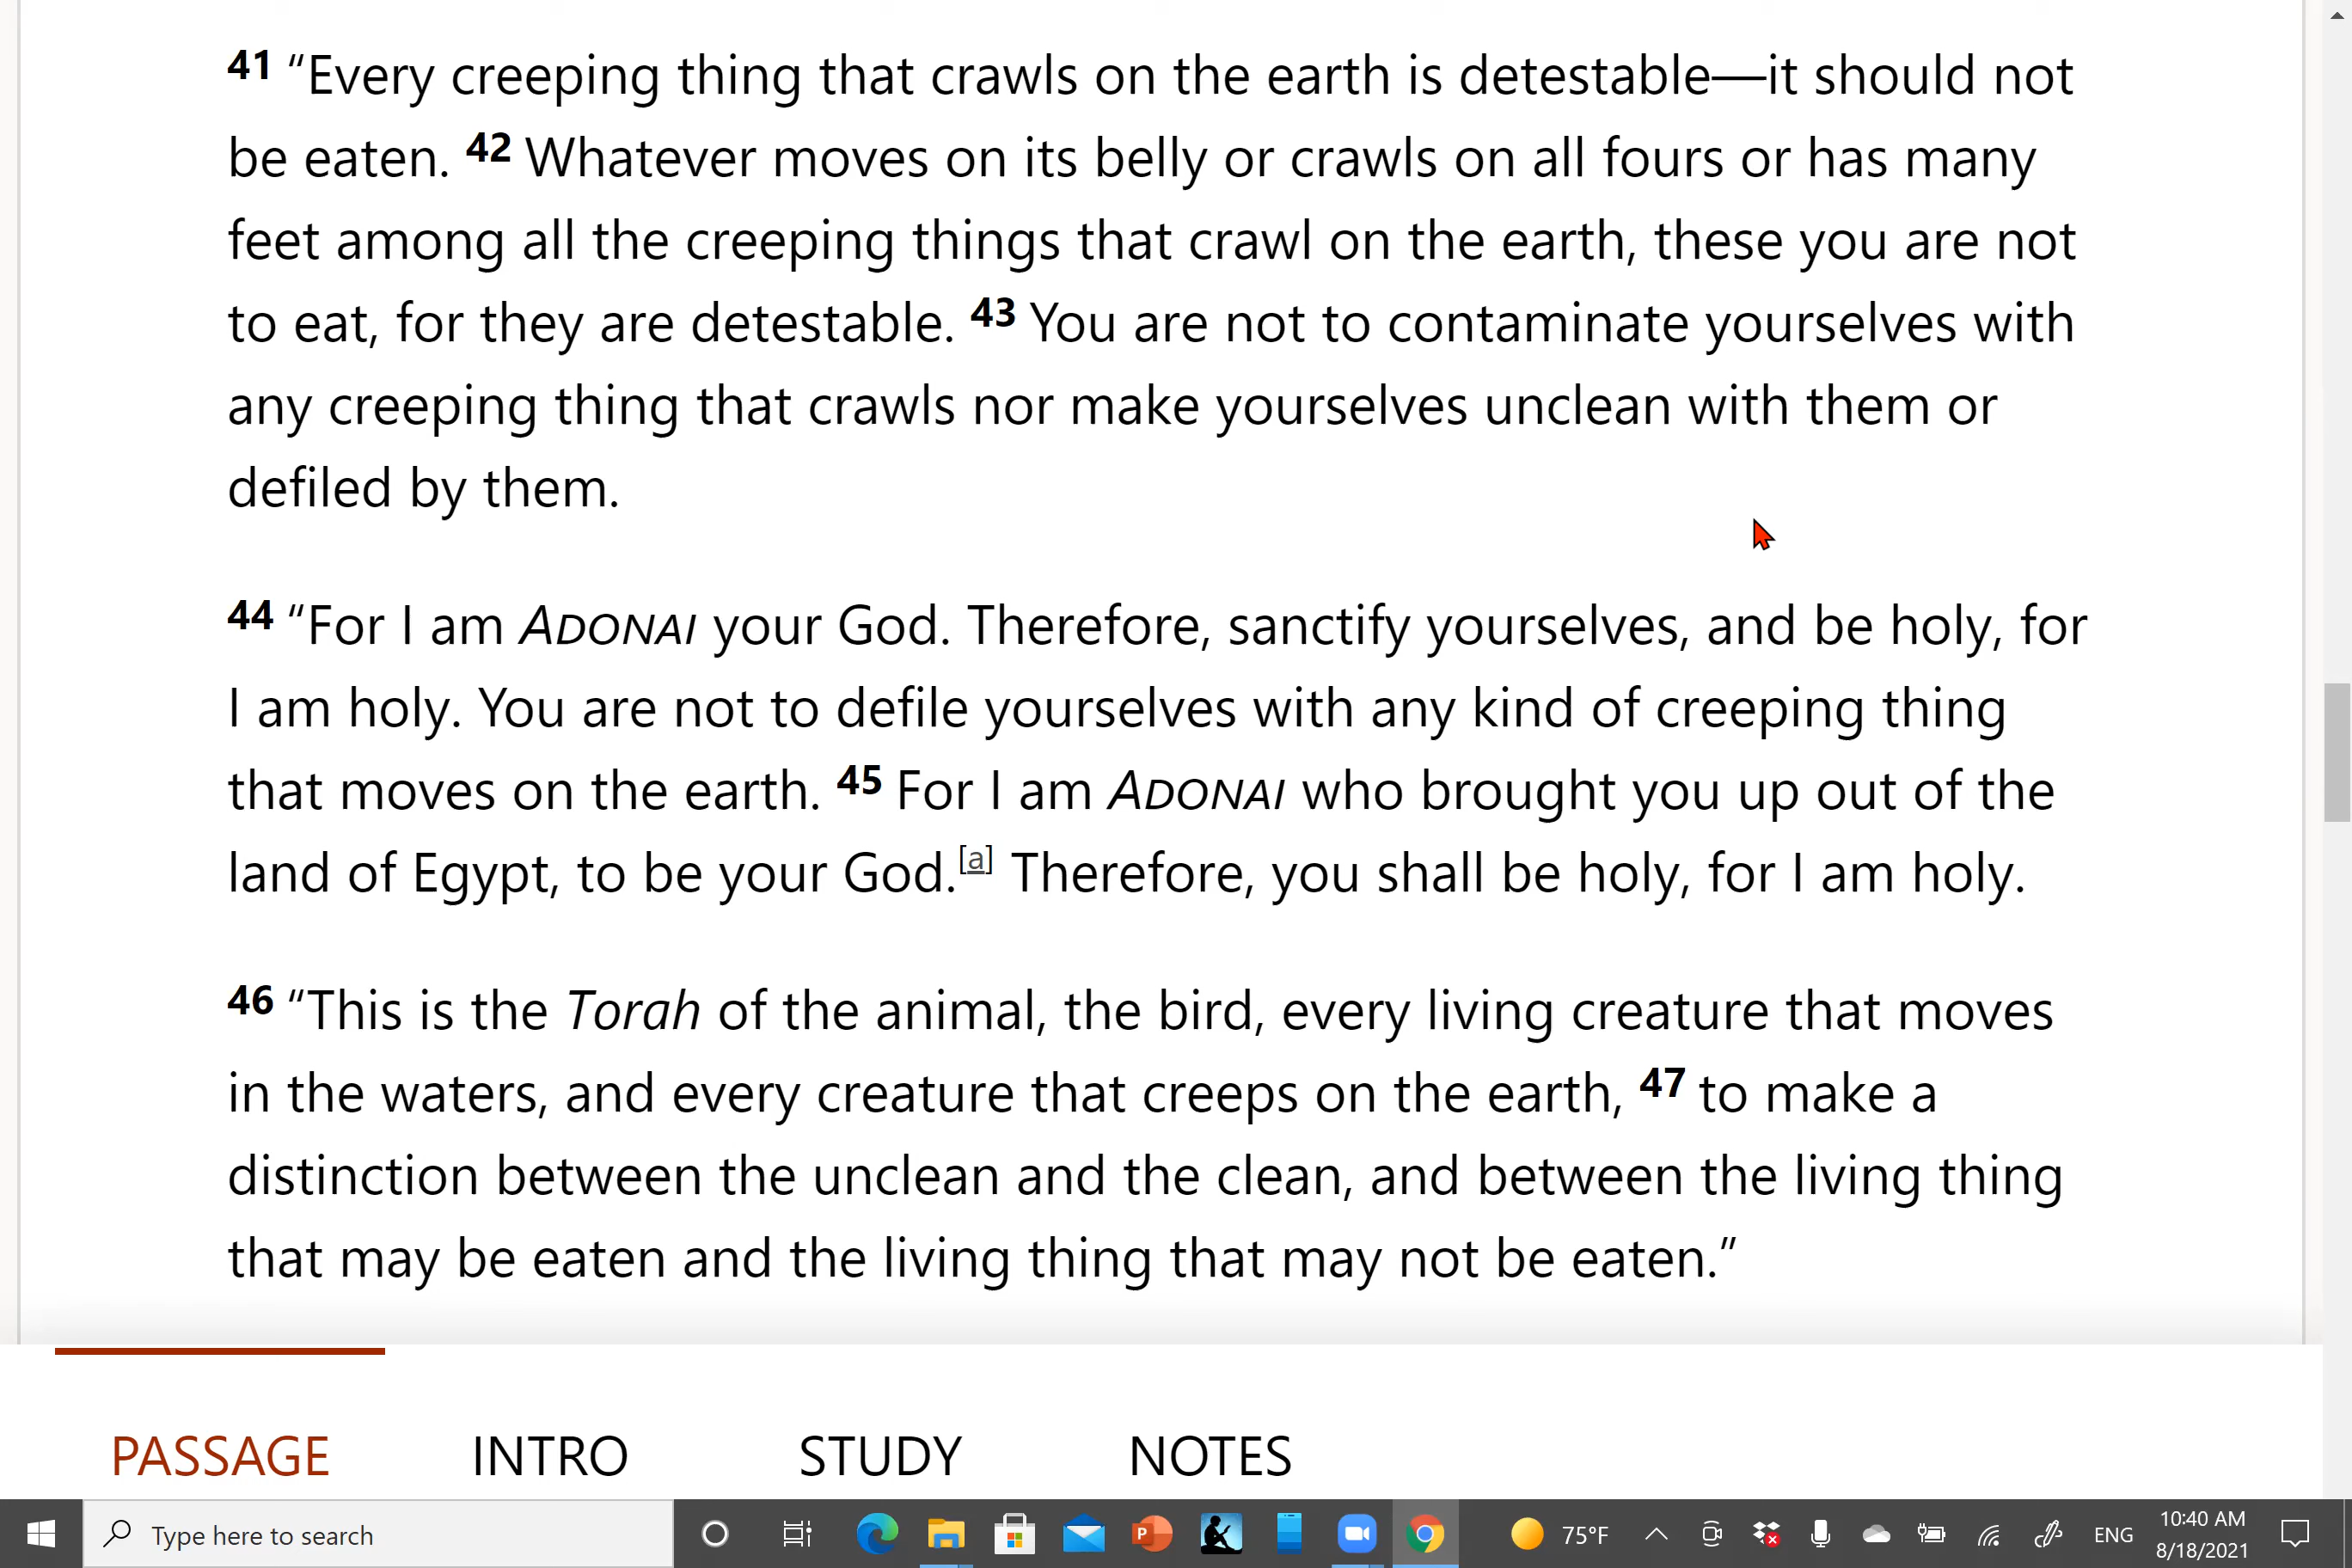 41 “Every creeping thing that crawls on the earth is detestable—it should not
be eaten. 42 Whatever moves on its belly or crawls on all fours or has many
feet among all the creeping things that crawl on the earth, these you are not
to eat, for they are detestable. 43 You are not to contaminate yourselves with
any creeping thing that crawls nor make yourselves unclean with them or
defiled by them.
44 “For I am ADONAI your God. Therefore, sanctify yourselves, and be holy, for
I am holy. You are not to defile yourselves with any kind of creeping thing
that moves on the earth. 45 For I am ADONAI who brought you up out of the
land of Egypt, to be your God.[a] Therefore, you shall be holy, for I am holy.
46 “This is the Torah of the animal, the bird, every living creature that moves
in the waters, and every creature that creeps on the earth, 47 to make a
distinction between the unclean and the clean, and between the living thing
that may be eaten and the living thing that may not be eaten.”
PASSAGE INTRO STUDY NOTES
Type here to search
P
75°F
ENG
10:40 AM
8/18/2021